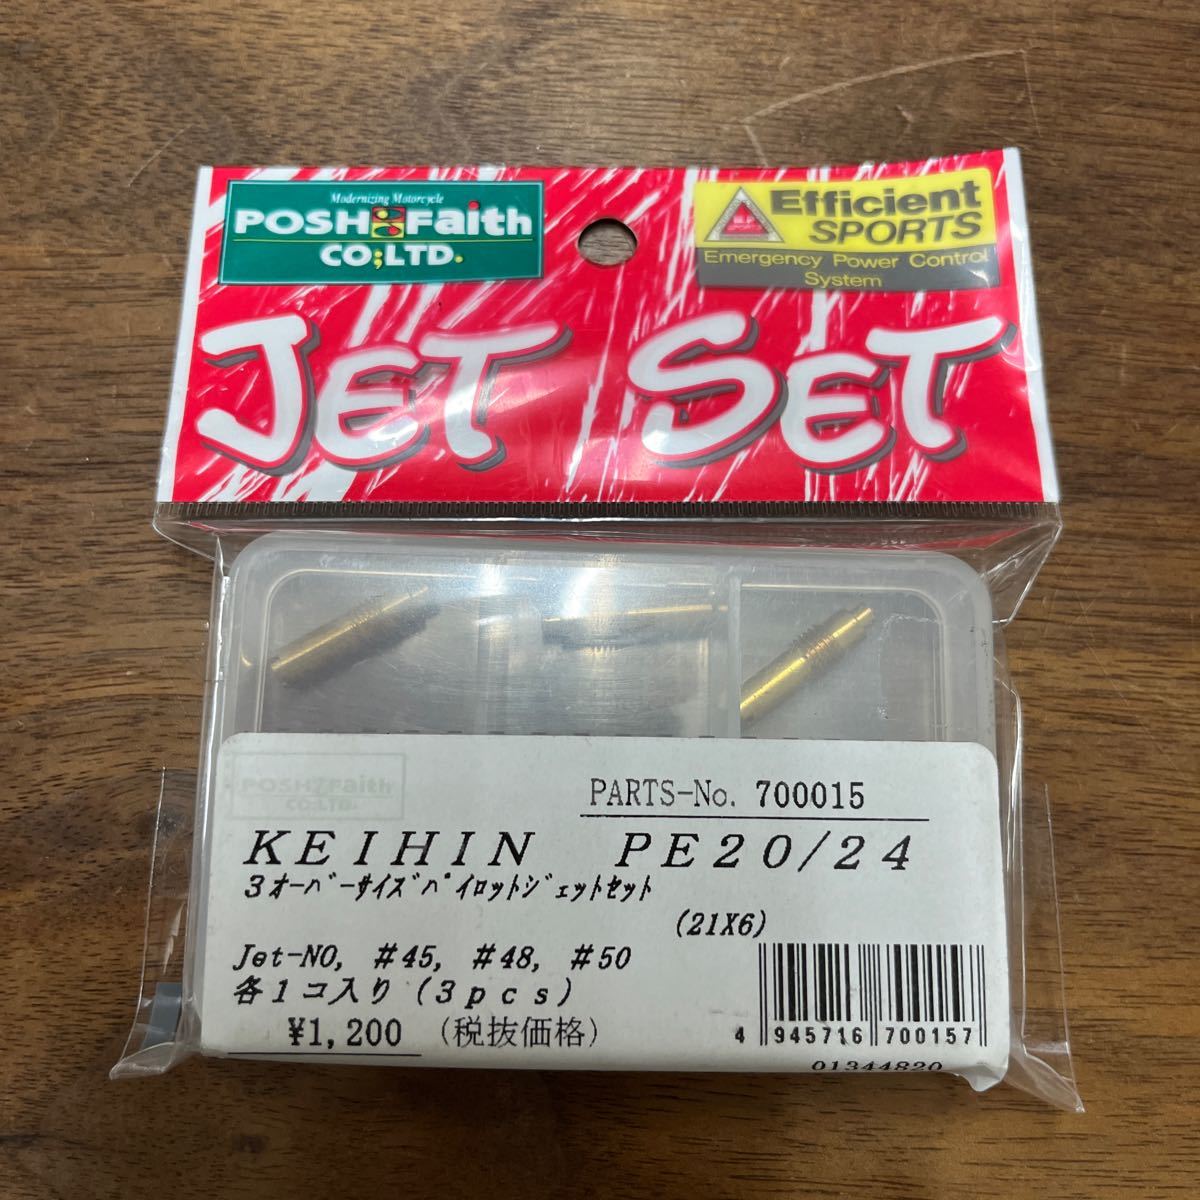 Modernizing Motorcycle
POSH Faith
CO;LTD.
Efficient
SPORTS
Emergency Power Control
System
JET SET
POSH Faith
CO:LTD.
PARTS-No. 700015
KEIHIN PE20/24
3オーバーサイズパイロットジェットセット
(21X6)
Jet-NO, #45, #48, #50
各1コ入り(3pcs)
¥1,200 (税抜価格)
4 945716 700157
01344820